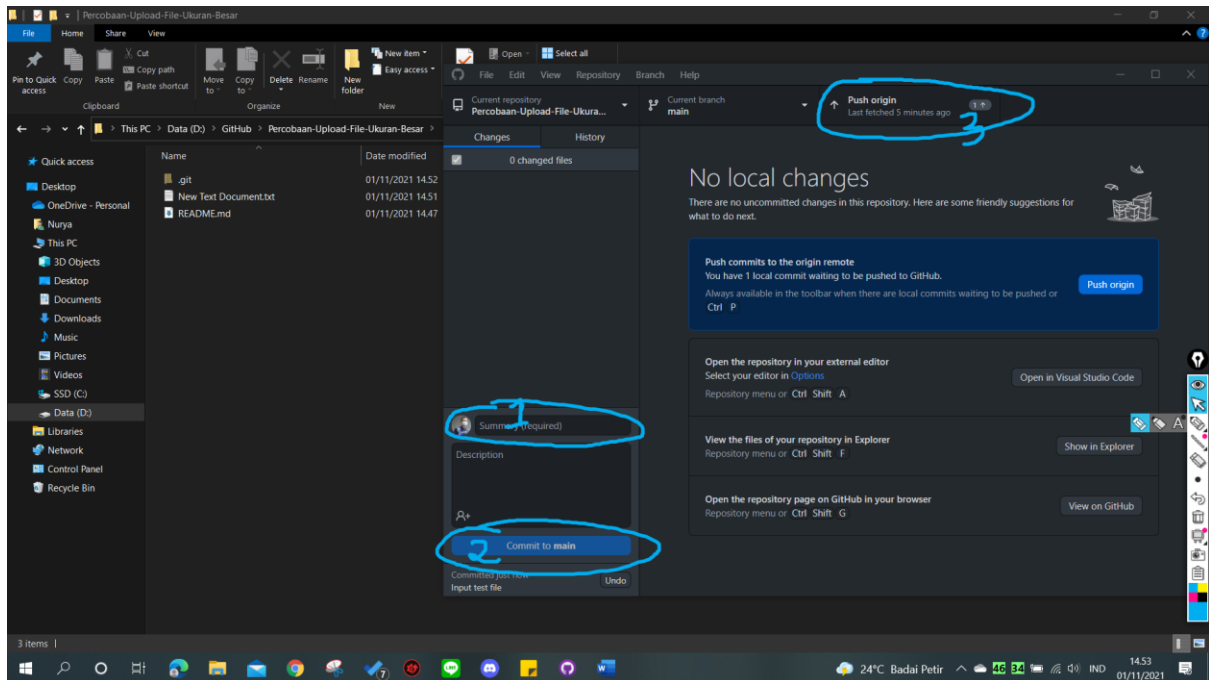 Percobaan-Upload-File-Ukuran-Besar
File Home Share View
Pin to Quick access
Copy
Paste
Cut
Copy path
Paste shortcut
Clipboard
Move to
Copy to
Delete
Rename
Organize
New folder
New item
Easy access
New
Open
Select all
This PC > Data (D:) > GitHub > Percobaan-Upload-File-Ukuran-Besar >
Quick access
Desktop
OneDrive - Personal
Nurya
This PC
3D Objects
Desktop
Documents
Downloads
Music
Pictures
Videos
SSD (C:)
Data (D:)
Libraries
Network
Control Panel
Recycle Bin
Name Date modified
.git 01/11/2021 14.52
New Text Document.txt 01/11/2021 14.51
README.md 01/11/2021 14.47
3 items
File Edit View Repository Branch Help
Current repository
Percobaan-Upload-File-Ukura...
Current branch
main
Push origin
Last fetched 5 minutes ago
1
3
Changes History
0 changed files
1
Summary (required)
Description
2
Commit to main
Committed just now
Input test file
Undo
No local changes
There are no uncommitted changes in this repository. Here are some friendly suggestions for
what to do next.
Push commits to the origin remote
You have 1 local commit waiting to be pushed to GitHub.
Always available in the toolbar when there are local commits waiting to be pushed or
Ctrl P
Push origin
Open the repository in your external editor
Select your editor in Options
Repository menu or Ctrl Shift A
Open in Visual Studio Code
View the files of your repository in Explorer
Repository menu or Ctrl Shift F
Show in Explorer
Open the repository page on GitHub in your browser
Repository menu or Ctrl Shift G
View on GitHub
A
7
24°C Badai Petir
46 34
IND
14.53
01/11/2021